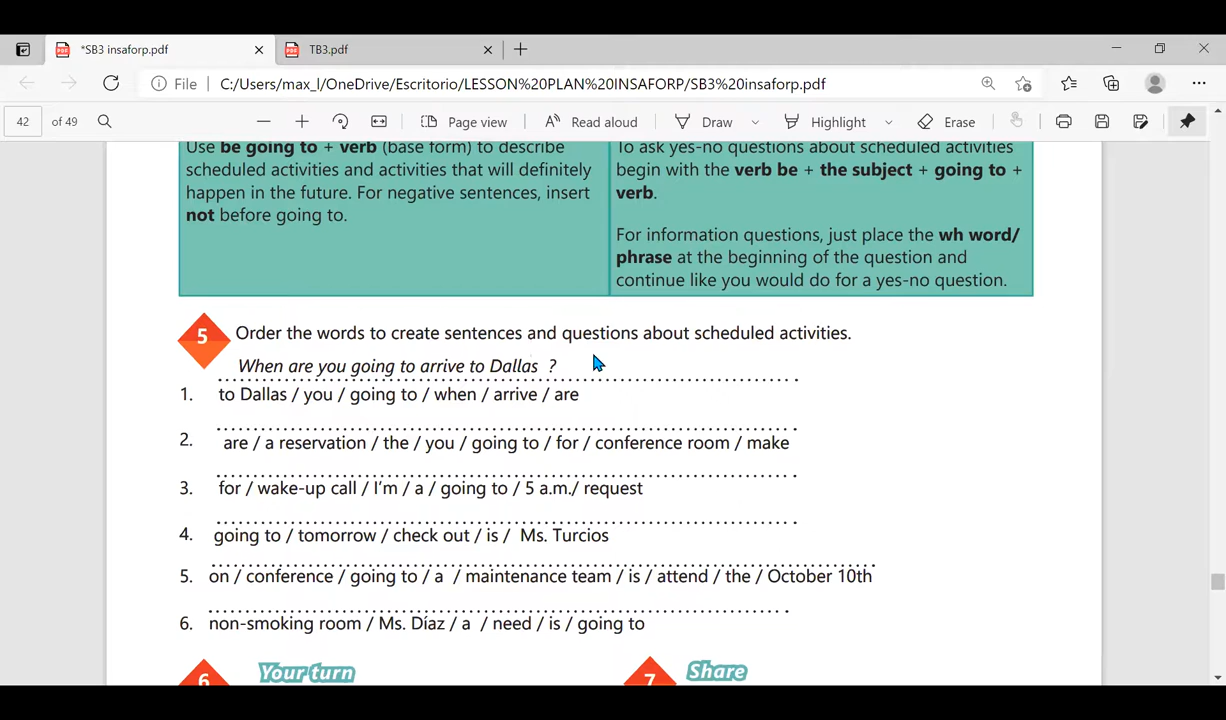 *SB3 insaforp.pdf
TB3.pdf
File C:/Users/max_l/OneDrive/Escritorio/LESSON%20PLAN%20INSAFORP/SB3%20insaforp.pdf
42 of 49 Page view Read aloud Draw Highlight Erase
Use be going to + verb (base form) to describe
scheduled activities and activities that will definitely
happen in the future. For negative sentences, insert
not before going to.
To ask yes-no questions about scheduled activities
begin with the verb be + the subject + going to +
verb.
For information questions, just place the wh word/
phrase at the beginning of the question and
continue like you would do for a yes-no question.
5 Order the words to create sentences and questions about scheduled activities.
When are you going to arrive to Dallas ?
1. to Dallas / you / going to / when / arrive / are
2. are / a reservation / the / you / going to / for / conference room / make
3. for / wake-up call / I'm / a / going to / 5 a.m./ request
4. going to / tomorrow / check out / is / Ms. Turcios
5. on / conference / going to / a / maintenance team / is / attend / the / October 10th
6. non-smoking room / Ms. Díaz / a / need / is / going to
6 Your turn
7 Share